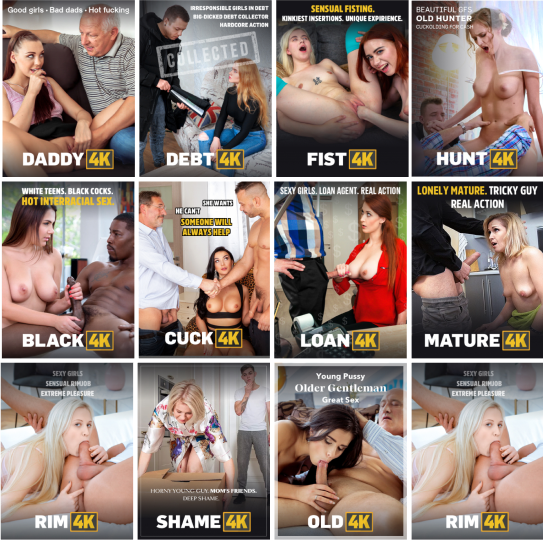 Good girls • Bad dads • Hot fucking
DADDY 4K
IRRESPONSIBLE GIRLS IN DEBT
BIG-DICKED DEBT COLLECTOR
HARDCORE ACTION
COLLECTED
DEBT 4K
SENSUAL FISTING.
KINKIEST INSERTIONS. UNIQUE EXPIRIENCE.
FIST 4K
BEAUTIFUL GFS
OLD HUNTER
CUCKOLDING FOR CASH
HUNT 4K
WHITE TEENS. BLACK COCKS.
HOT INTERRACIAL SEX.
BLACK 4K
SHE WANTS
HE CAN'T
SOMEONE WILL
ALWAYS HELP
CUCK 4K
SEXY GIRLS. LOAN AGENT. REAL ACTION
LOAN 4K
LONELY MATURE. TRICKY GUY
REAL ACTION
MATURE 4K
SEXY GIRLS
SENSUAL RIMJOB
EXTREME PLEASURE
RIM 4K
HORNY YOUNG GUY. MOM'S FRIENDS.
DEEP SHAME.
SHAME 4K
Young Pussy
Older Gentleman
Great Sex
OLD 4K
SEXY GIRLS
SENSUAL RIMJOB
EXTREME PLEASURE
RIM 4K